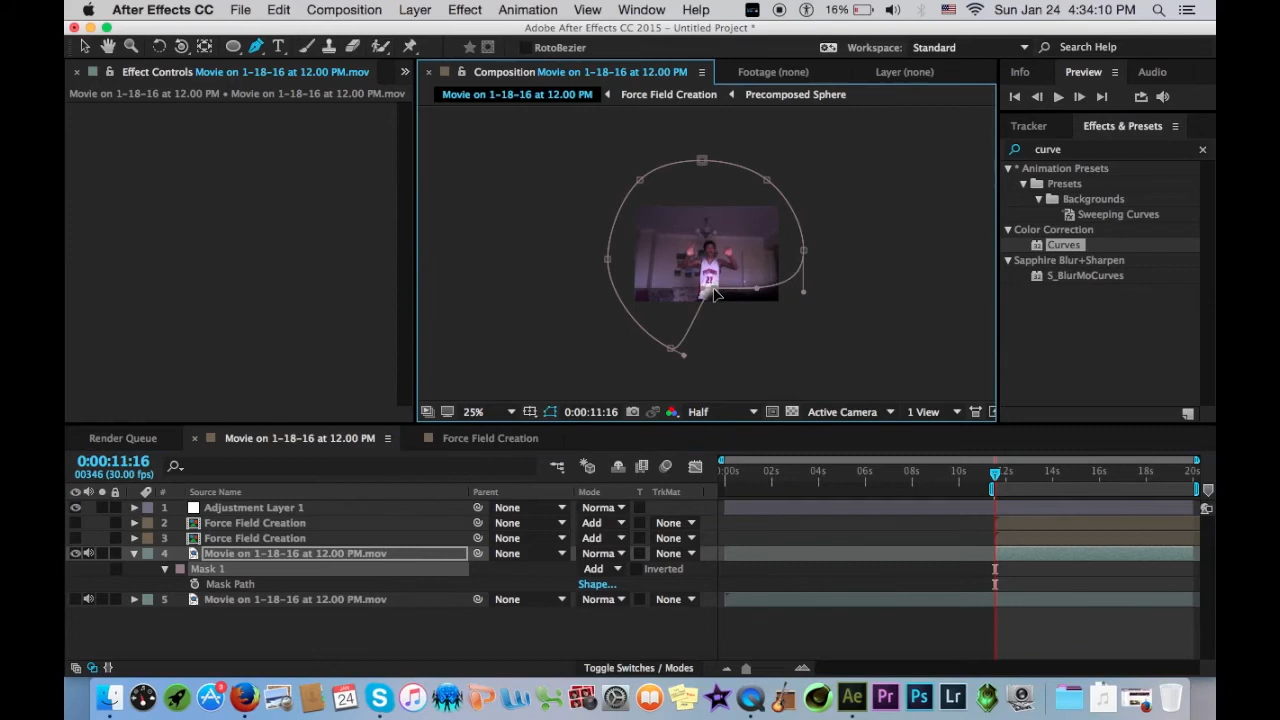 After Effects CC File Edit Composition Layer Effect Animation View Window Help 16% Sun Jan 24 4:34:10 PM
Adobe After Effects CC 2015 - Untitled Project *
RotoBezier Workspace: Standard Search Help
Effect Controls Movie on 1-18-16 at 12.00 PM.mov
Composition Movie on 1-18-16 at 12.00 PM
Footage (none)
Layer (none)
Info Preview Audio
Movie on 1-18-16 at 12.00 PM.mov • Movie on 1-18-16 at 12.00 PM.mov
Movie on 1-18-16 at 12.00 PM Force Field Creation Precomposed Sphere
Tracker Effects & Presets
curve
* Animation Presets
Presets
Backgrounds
Sweeping Curves
Color Correction
Curves
Sapphire Blur+Sharpen
S_BlurMoCurves
25% 0:00:11:16 Half Active Camera 1 View
Render Queue Movie on 1-18-16 at 12.00 PM Force Field Creation
0:00:11:16
00346 (30.00 fps)
:00s 02s 04s 06s 08s 10s 12s 14s 16s 18s 20s
# Source Name Parent Mode T TrkMat
1 Adjustment Layer 1 None Norma
2 Force Field Creation None Add None
3 Force Field Creation None Add None
4 Movie on 1-18-16 at 12.00 PM.mov None Norma None
Mask 1 Add Inverted
Mask Path Shape...
5 Movie on 1-18-16 at 12.00 PM.mov None Norma None
Toggle Switches / Modes
3
24
Ae Pr Ps Lr